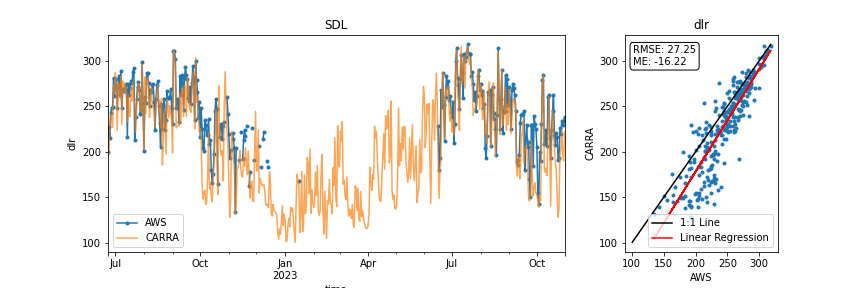 SDL
dlr
300
250
200
150
100
dlr
AWS
CARRA
Jul
Oct
Jan
2023
Apr
Jul
Oct
time
dlr
RMSE: 27.25
ME: -16.22
300
250
200
150
100
CARRA
1:1 Line
Linear Regression
100
150
200
250
300
AWS